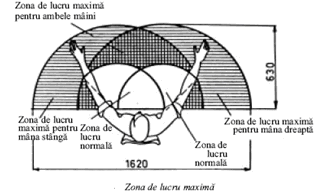 Zona de lucru maximă
pentru ambele mâini
630
Zona de lucru
maximă pentru
mâna stângă
Zona de
lucru
normală
Zona de
lucru
normală
Zona de lucru
maximă pentru
mâna dreaptă
1620
Zona de lucru maximă